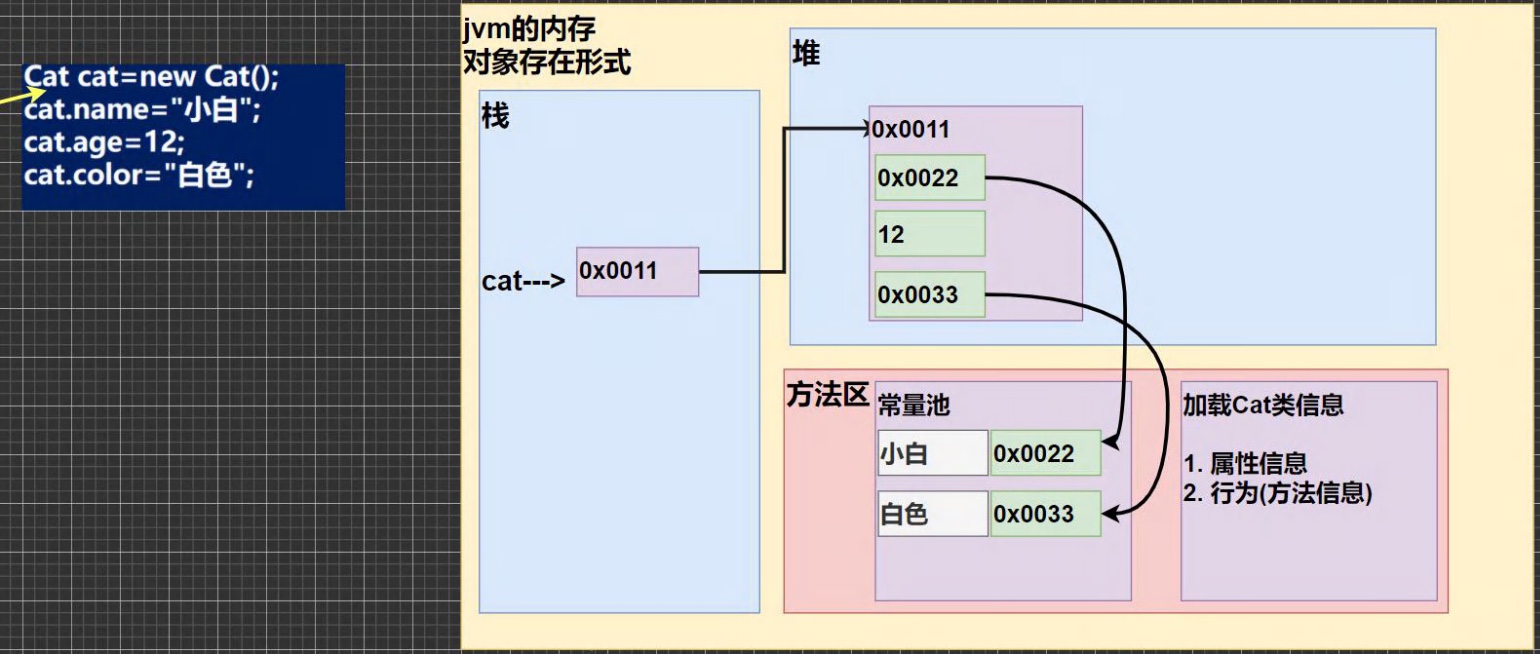 Cat cat=new Cat();
cat.name="小白";
cat.age=12;
cat.color="白色";
jvm的内存
对象存在形式
栈
cat--->
0x0011
堆
0x0011
0x0022
12
0x0033
方法区
常量池
小白 0x0022
白色 0x0033
加载Cat类信息
1. 属性信息
2. 行为(方法信息)